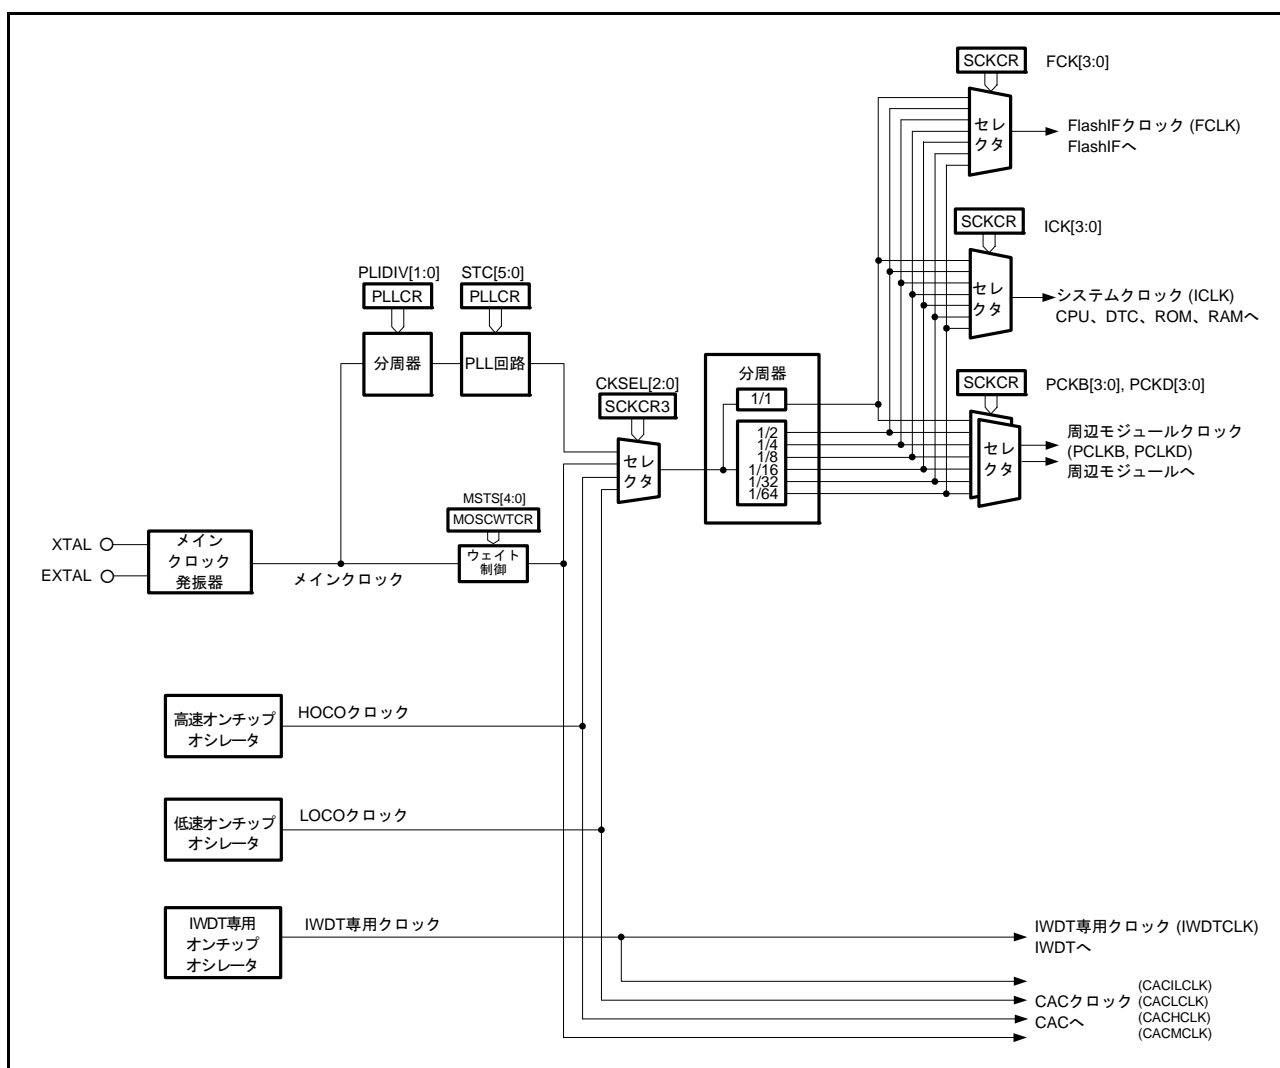 SCKCR
FCK[3:0]
セレ
クタ
FlashIFクロック (FCLK)
FlashIFへ
SCKCR
ICK[3:0]
セレ
クタ
システムクロック (ICLK)
CPU、DTC、ROM、RAMへ
PLIDIV[1:0]
PLLCR
分周器
STC[5:0]
PLLCR
PLL回路
CKSEL[2:0]
SCKCR3
セレ
クタ
分周器
1/1
1/2
1/4
1/8
1/16
1/32
1/64
SCKCR
PCKB[3:0], PCKD[3:0]
セレ
クタ
周辺モジュールクロック
(PCLKB, PCLKD)
周辺モジュールへ
MSTS[4:0]
MOSCWTCR
ウェイト
制御
XTAL
EXTAL
メイン
クロック
発振器
メインクロック
高速オンチップ
オシレータ
HOCOクロック
低速オンチップ
オシレータ
LOCOクロック
IWDT専用
オンチップ
オシレータ
IWDT専用クロック
IWDT専用クロック (IWDTCLK)
IWDTへ
CACクロック
CACへ
(CACILCLK)
(CACLCLK)
(CACHCLK)
(CACMCLK)